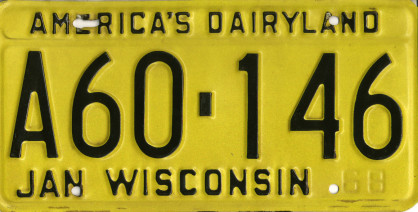 AMERICA'S DAIRYLAND
A60-146
JAN WISCONSIN 68